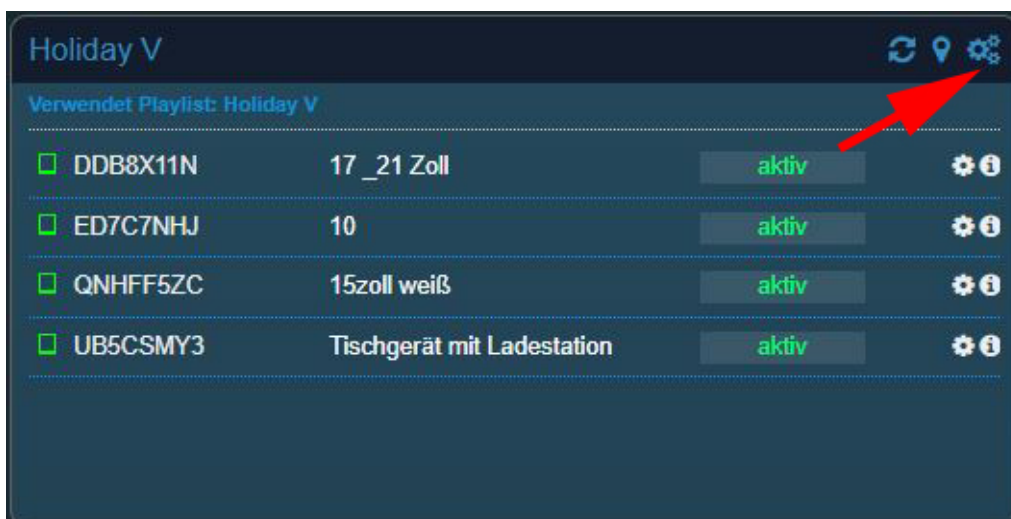 Holiday V
Verwendet Playlist: Holiday V
DDB8X11N 17 _21 Zoll aktiv
ED7C7NHJ 10 aktiv
QNHFF5ZC 15zoll weiß aktiv
UB5CSMY3 Tischgerät mit Ladestation aktiv